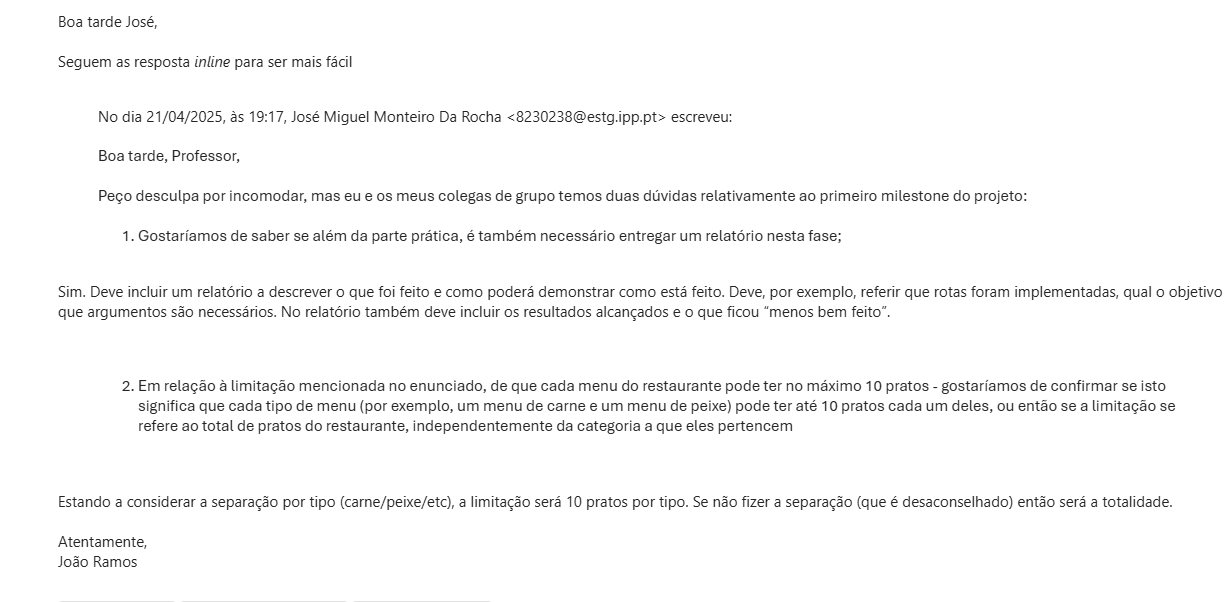 Boa tarde José,
Seguem as resposta inline para ser mais fácil
No dia 21/04/2025, às 19:17, José Miguel Monteiro Da Rocha <8230238@estg.ipp.pt> escreveu:
Boa tarde, Professor,
Peço desculpa por incomodar, mas eu e os meus colegas de grupo temos duas dúvidas relativamente ao primeiro milestone do projeto:
1. Gostaríamos de saber se além da parte prática, é também necessário entregar um relatório nesta fase;
Sim. Deve incluir um relatório a descrever o que foi feito e como poderá demonstrar como está feito. Deve, por exemplo, referir que rotas foram implementadas, qual o objetivo
que argumentos são necessários. No relatório também deve incluir os resultados alcançados e o que ficou “menos bem feito”.
2. Em relação à limitação mencionada no enunciado, de que cada menu do restaurante pode ter no máximo 10 pratos - gostaríamos de confirmar se isto
significa que cada tipo de menu (por exemplo, um menu de carne e um menu de peixe) pode ter até 10 pratos cada um deles, ou então se a limitação se
refere ao total de pratos do restaurante, independentemente da categoria a que eles pertencem
Estando a considerar a separação por tipo (carne/peixe/etc), a limitação será 10 pratos por tipo. Se não fizer a separação (que é desaconselhado) então será a totalidade.
Atentamente,
João Ramos